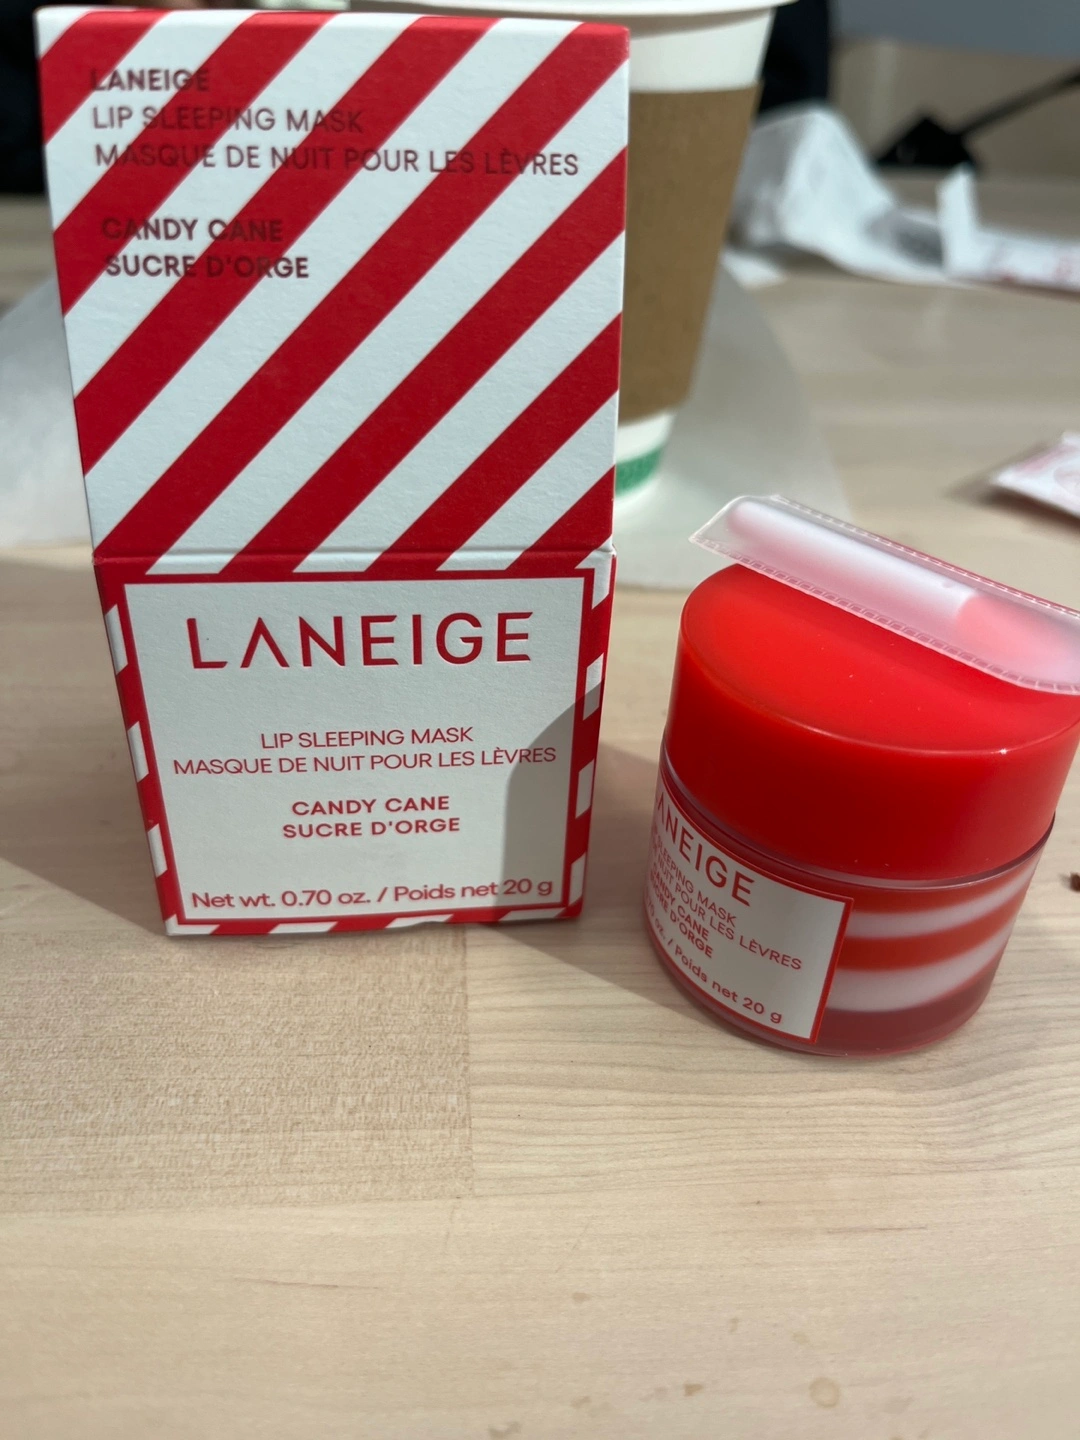 LANEIGE
LIP SLEEPING MASK
MASQUE DE NUIT POUR LES LÈVRES
CANDY CANE
SUCRE D'ORGE
LANEIGE
LIP SLEEPING MASK
MASQUE DE NUIT POUR LES LÈVRES
CANDY CANE
SUCRE D'ORGE
Net wt. 0.70 oz. / Poids net 20 g
ANEIGE
SLEEPING MASK
NUIT POUR LES LÈVRES
CANDY CANE
SUCRE D'ORGE
oz. / Poids net 20 g